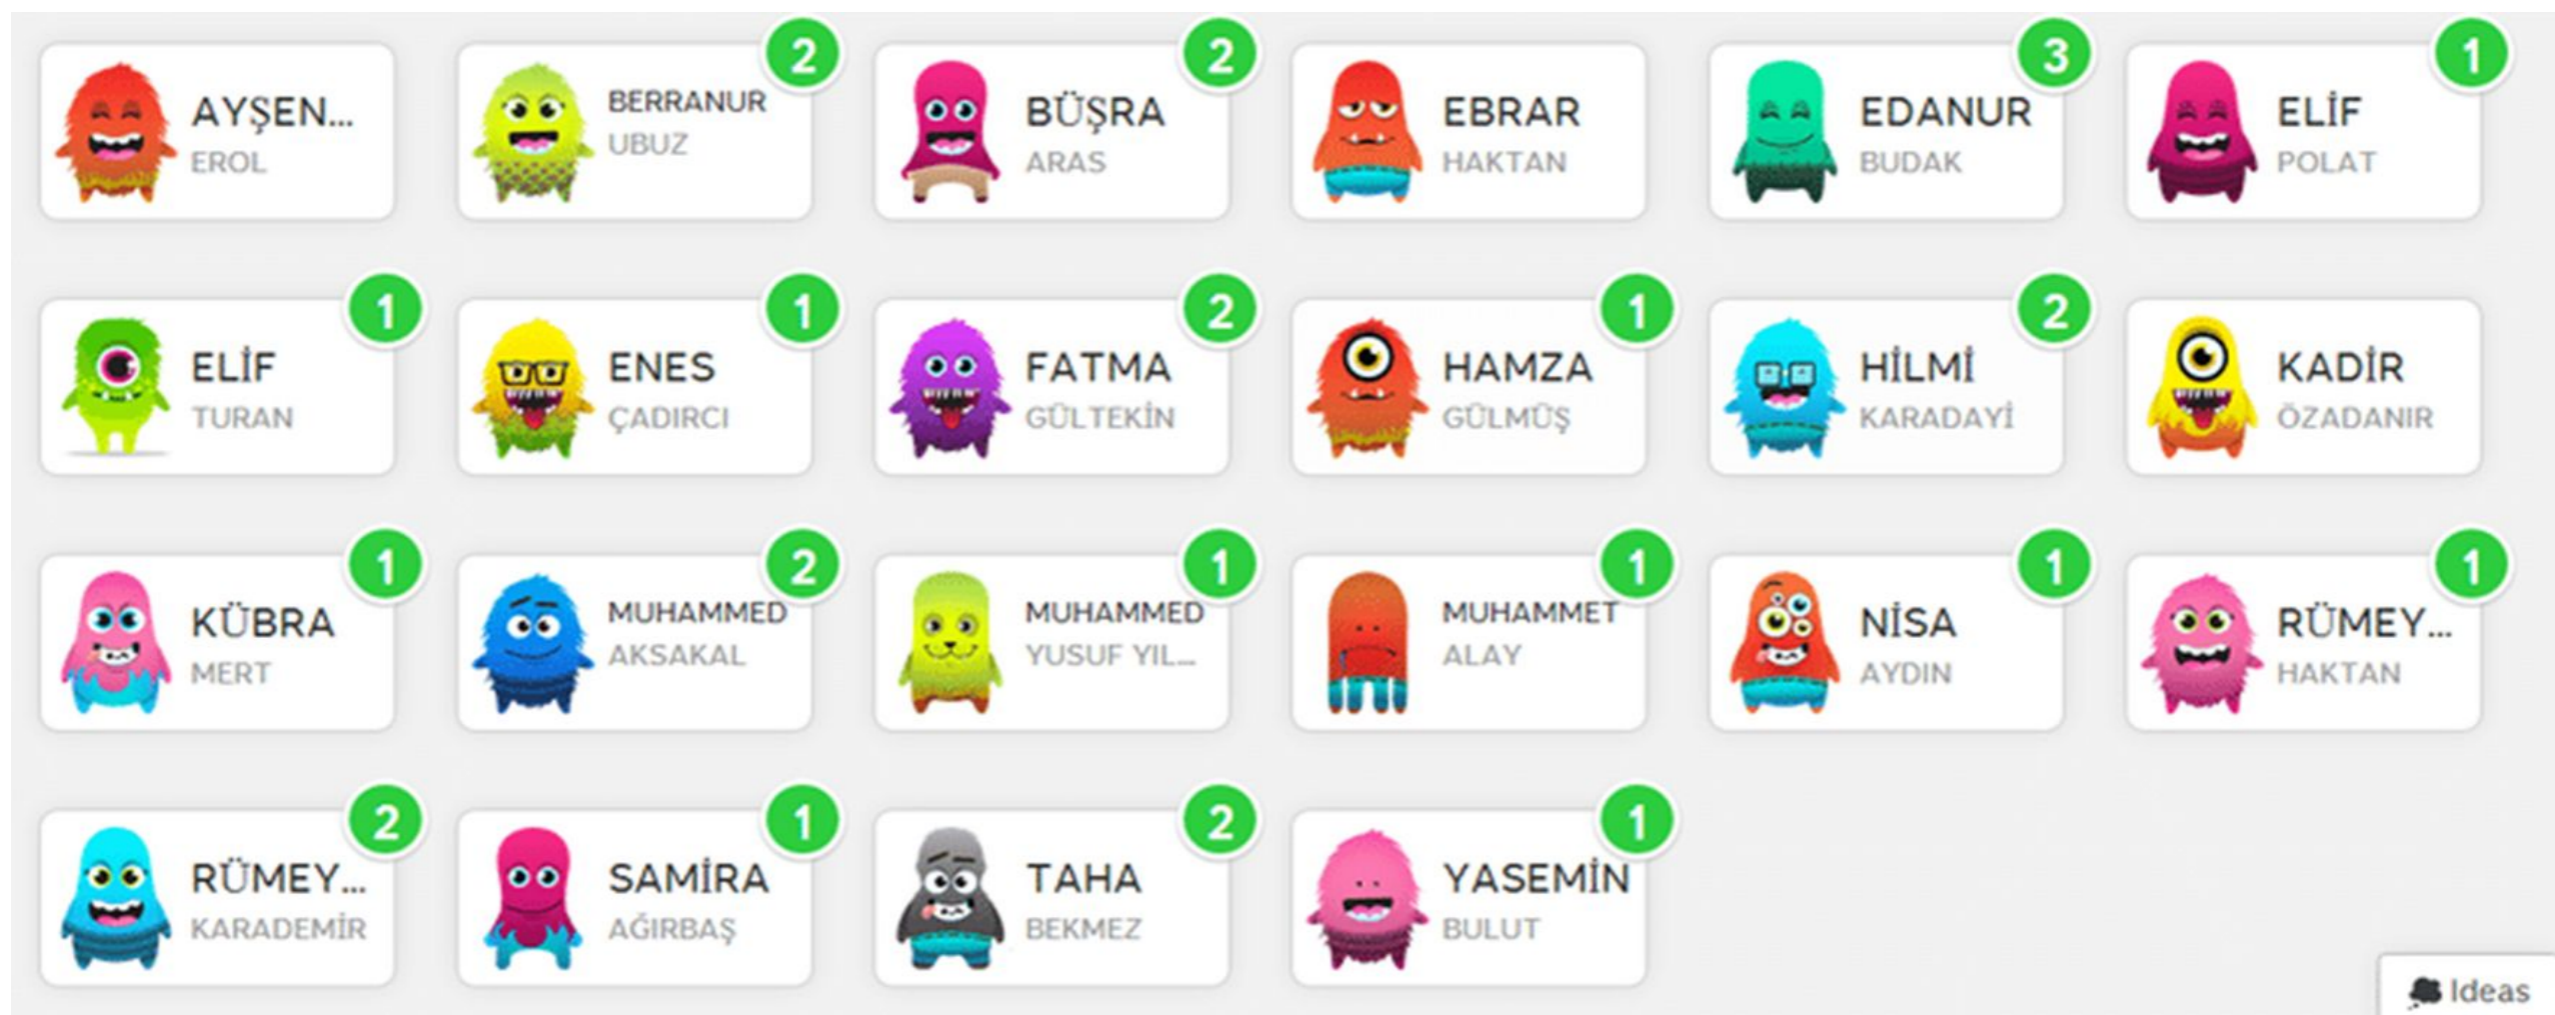 AYŞEN...
EROL
2
BERRANUR
UBUZ
2
BÜŞRA
ARAS
EBRAR
HAKTAN
3
EDANUR
BUDAK
1
ELİF
POLAT
1
ELİF
TURAN
1
ENES
ÇADIRCI
2
FATMA
GÜLTEKİN
1
HAMZA
GÜLMÜŞ
2
HİLMİ
KARADAYİ
KADİR
ÖZADANIR
1
KÜBRA
MERT
2
MUHAMMED
AKSAKAL
1
MUHAMMED
YUSUF YIL...
1
MUHAMMET
ALAY
1
NİSA
AYDIN
1
RÜMEY...
HAKTAN
2
RÜMEY...
KARADEMİR
1
SAMİRA
AĞIRBAŞ
2
TAHA
BEKMEZ
1
YASEMİN
BULUT
Ideas